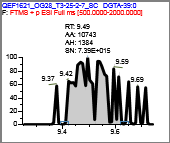 QEF1621_OG28_T3-25-2-7_SC DGTA-39:0
F: FTMS + p ESI Full ms [500.0000-2000.0000]
RT: 9.49
AA: 10743
AH: 1384
SN: 7.39E+015
100
80
60
40
20
0
9.37
9.42
9.59
9.69
9.4
9.6